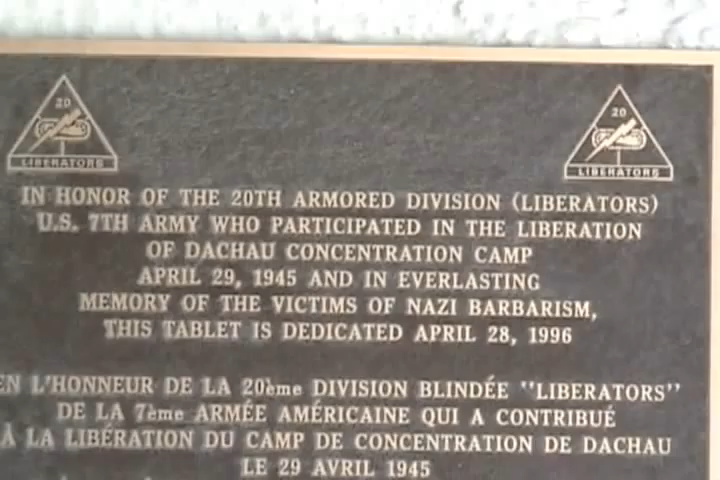 20 20
LIBERATORS LIBERATORS
IN HONOR OF THE 20TH ARMORED DIVISION (LIBERATORS)
U.S. 7TH ARMY WHO PARTICIPATED IN THE LIBERATION
OF DACHAU CONCENTRATION CAMP
APRIL 29, 1945 AND IN EVERLASTING
MEMORY OF THE VICTIMS OF NAZI BARBARISM,
THIS TABLET IS DEDICATED APRIL 28, 1996
EN L'HONNEUR DE LA 20ème DIVISION BLINDÉE "LIBERATORS"
DE LA 7ème ARMÉE AMÉRICAINE QUI A CONTRIBUÉ
À LA LIBÉRATION DU CAMP DE CONCENTRATION DE DACHAU
LE 29 AVRIL 1945